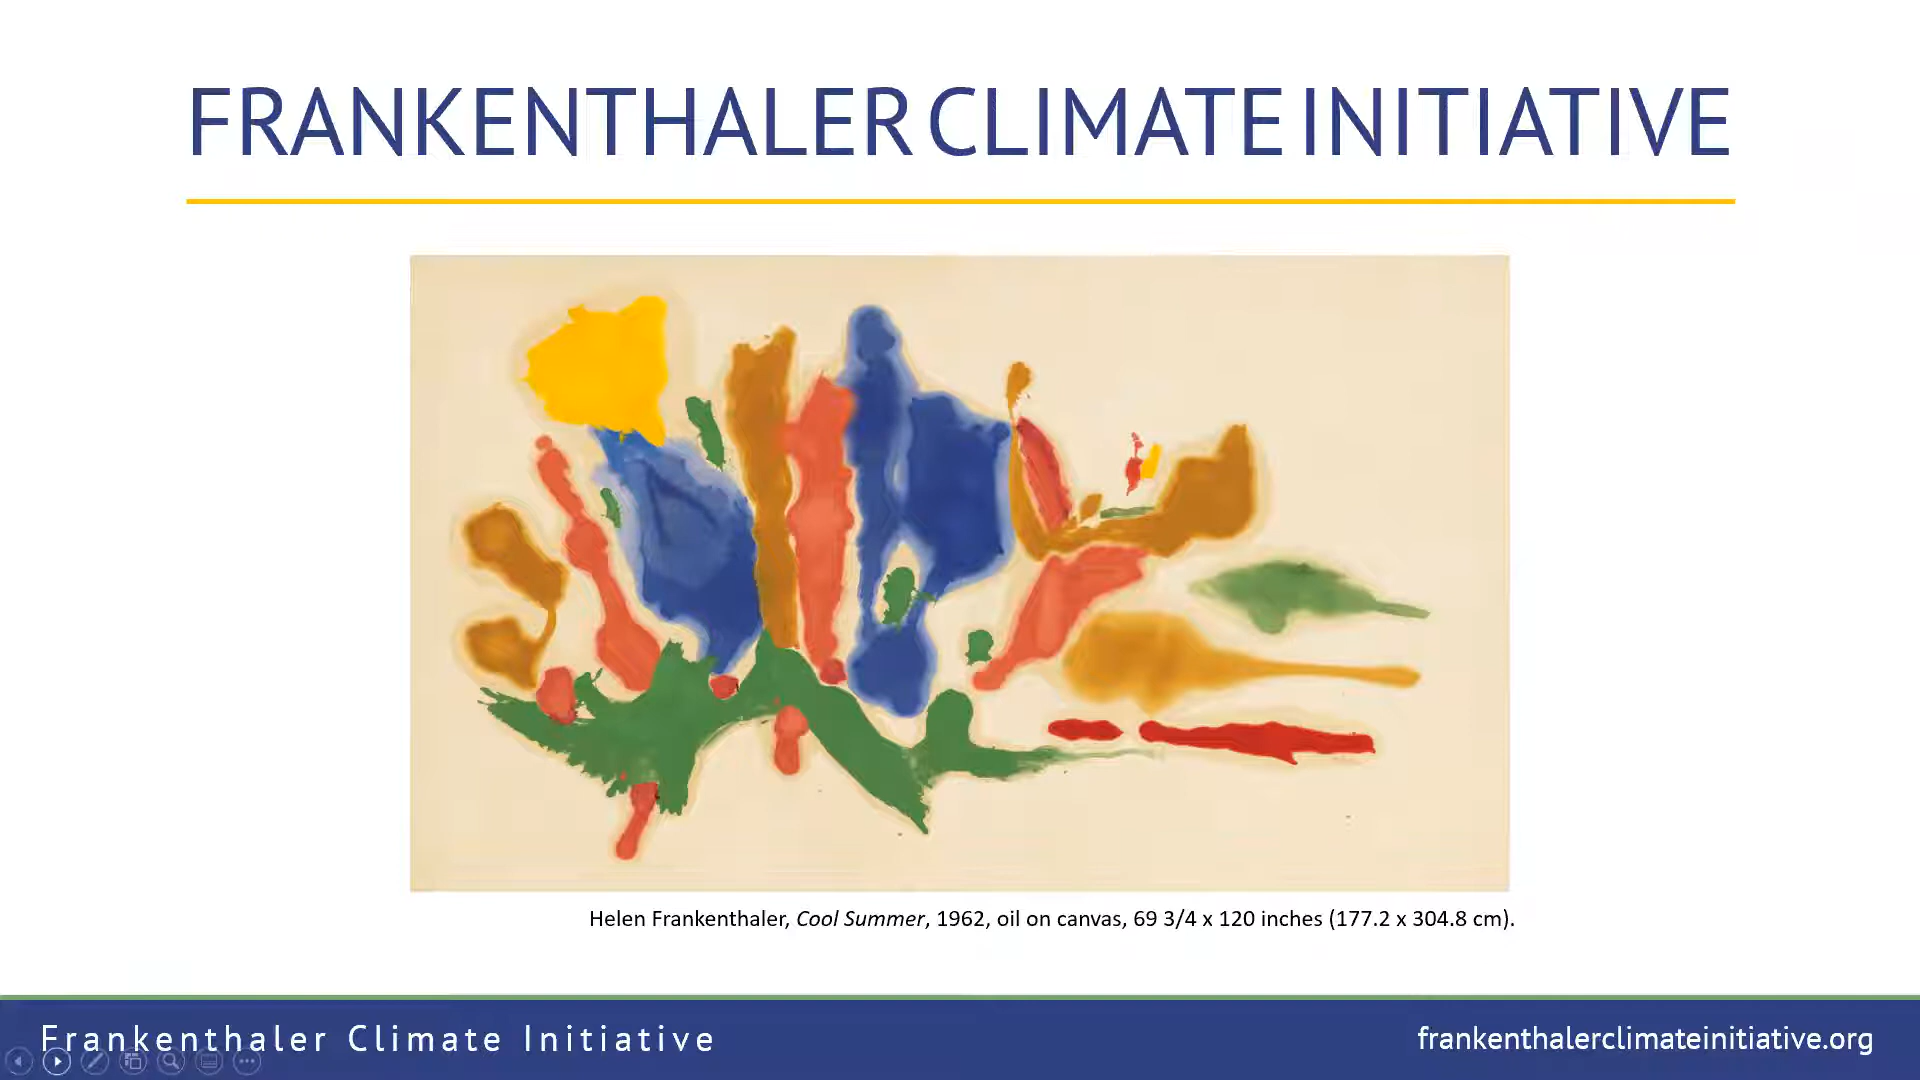 FRANKENTHALER CLIMATE INITIATIVE
Helen Frankenthaler, Cool Summer, 1962, oil on canvas, 69 3/4 x 120 inches (177.2 x 304.8 cm).
Frankenthaler Climate Initiative
frankenthalerclimateinitiative.org